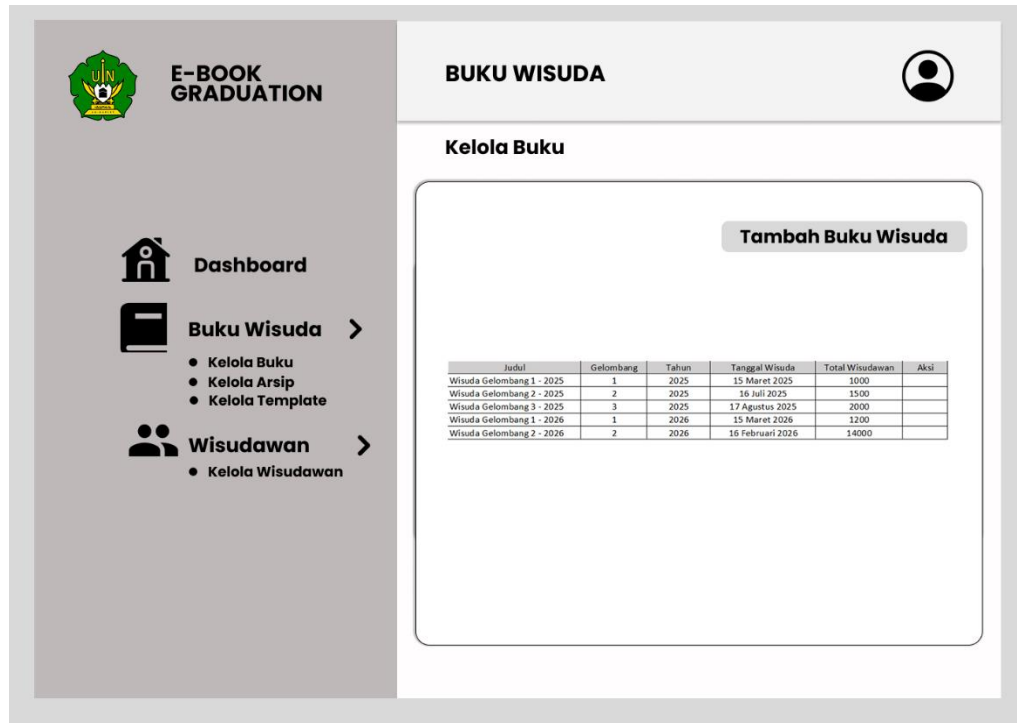 UIN
E-BOOK
GRADUATION
BUKU WISUDA
Kelola Buku
Dashboard
Buku Wisuda
Kelola Buku
Kelola Arsip
Kelola Template
Wisudawan
Kelola Wisudawan
Tambah Buku Wisuda
Judul Gelombang Tahun Tanggal Wisuda Total Wisudawan Aksi
Wisuda Gelombang 1 - 2025 1 2025 15 Maret 2025 1000
Wisuda Gelombang 2 - 2025 2 2025 16 Juli 2025 1500
Wisuda Gelombang 3 - 2025 3 2025 17 Agustus 2025 2000
Wisuda Gelombang 1 - 2026 1 2026 15 Maret 2026 1200
Wisuda Gelombang 2 - 2026 2 2026 16 Februari 2026 14000